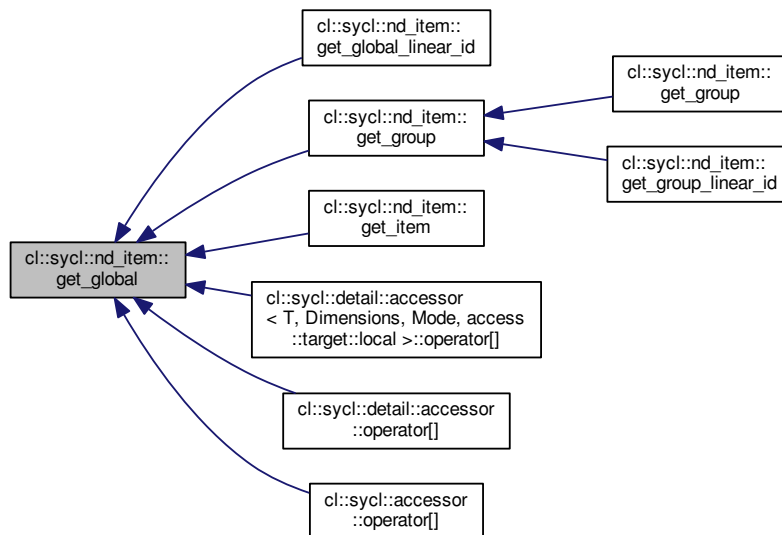 cl::sycl::nd_item::
get_global_linear_id
cl::sycl::nd_item::
get_group
cl::sycl::nd_item::
get_group
cl::sycl::nd_item::
get_group_linear_id
cl::sycl::nd_item::
get_item
cl::sycl::nd_item::
get_global
cl::sycl::detail::accessor
< T, Dimensions, Mode, access
::target::local >::operator[]
cl::sycl::detail::accessor
::operator[]
cl::sycl::accessor
::operator[]